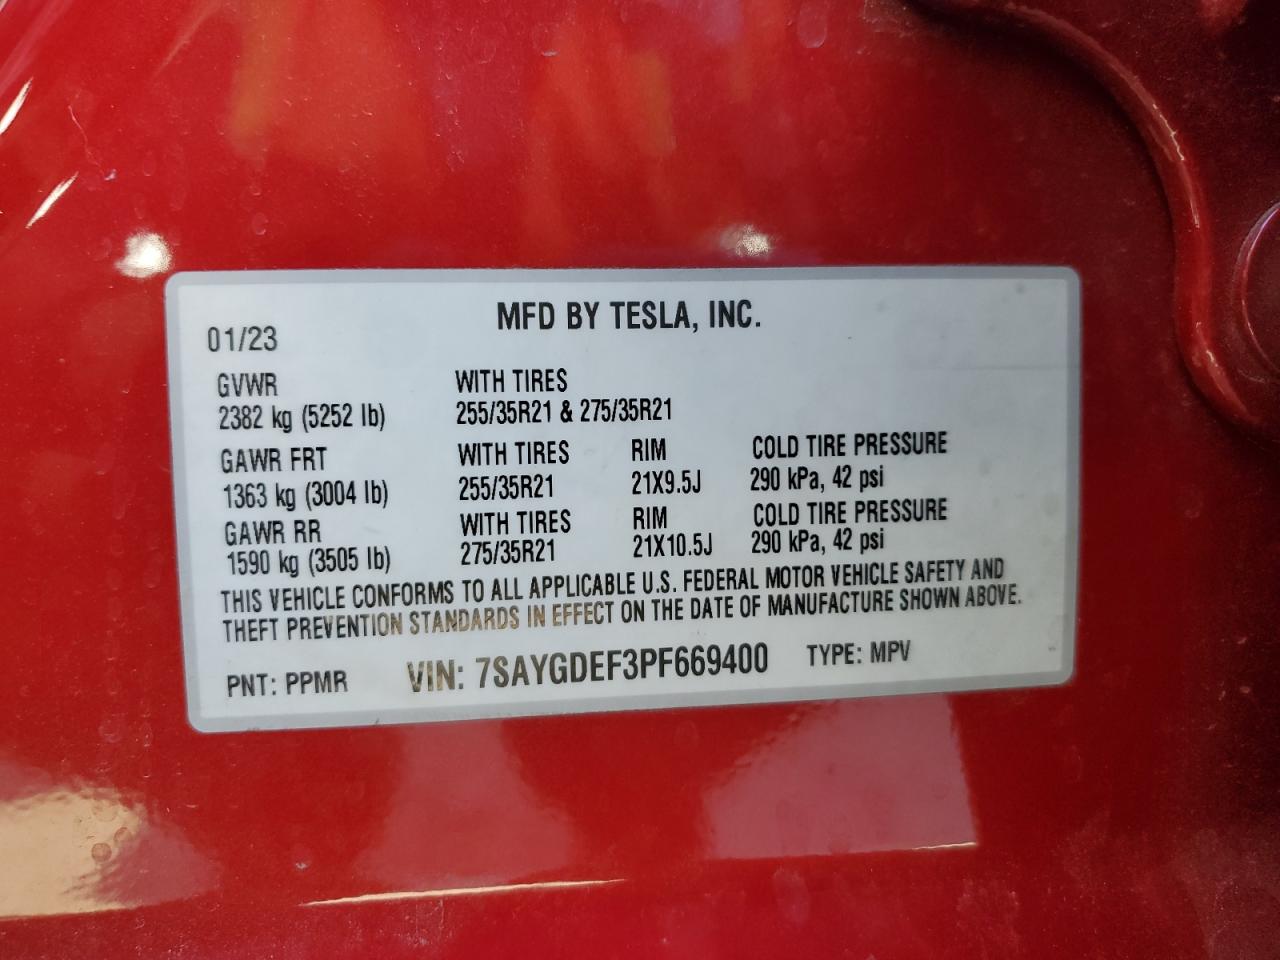 MFD BY TESLA, INC.
01/23
GVWR WITH TIRES
2382 kg (5252 lb) 255/35R21 & 275/35R21
GAWR FRT WITH TIRES RIM COLD TIRE PRESSURE
1363 kg (3004 lb) 255/35R21 21X9.5J 290 kPa, 42 psi
GAWR RR WITH TIRES RIM COLD TIRE PRESSURE
1590 kg (3505 lb) 275/35R21 21X10.5J 290 kPa, 42 psi
THIS VEHICLE CONFORMS TO ALL APPLICABLE U.S. FEDERAL MOTOR VEHICLE SAFETY AND
THEFT PREVENTION STANDARDS IN EFFECT ON THE DATE OF MANUFACTURE SHOWN ABOVE.
PNT: PPMR VIN: 7SAYGDEF3PF669400 TYPE: MPV